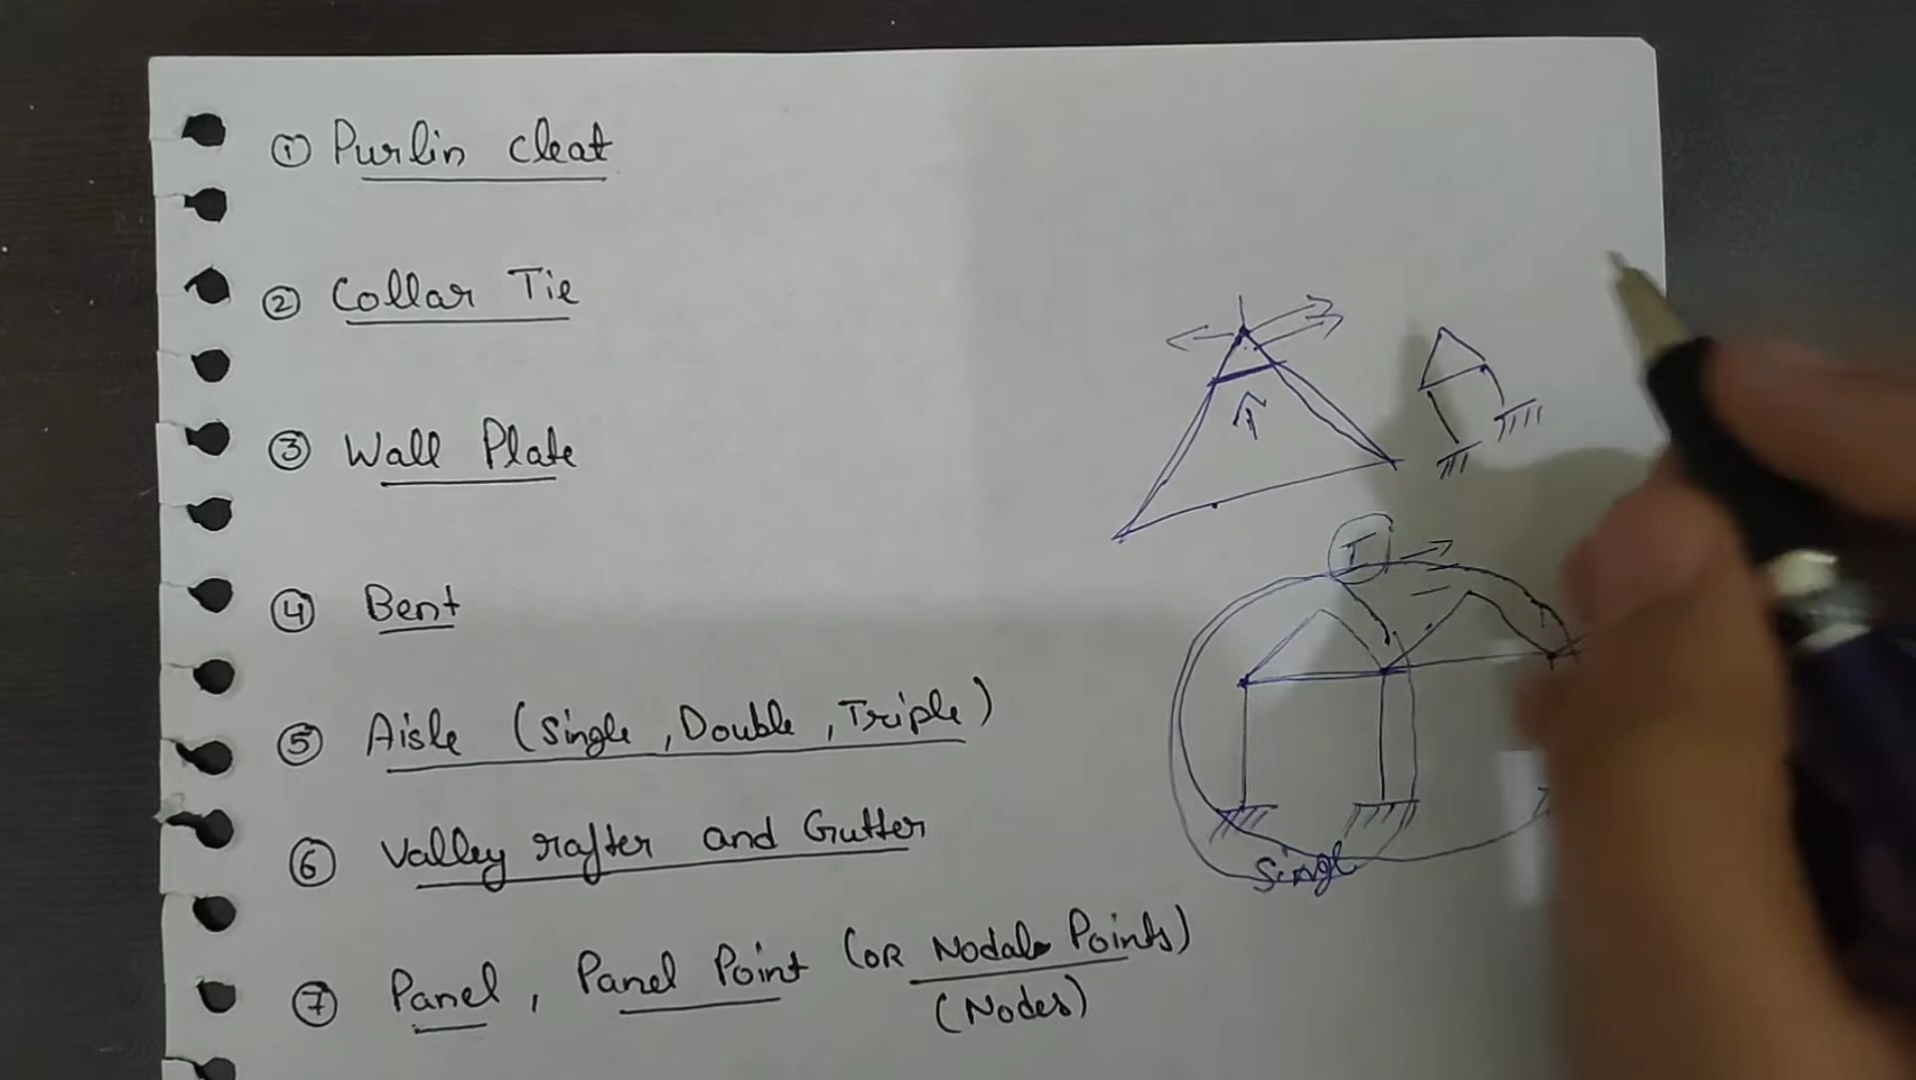 ① Purlin cleat
② Collar Tie
③ Wall Plate
④ Bent
⑤ Aisle (Single, Double, Triple)
⑥ Valley rafter and Gutter
⑦ Panel, Panel Point (OR Nodal Points)
(Nodes)
I
Singl